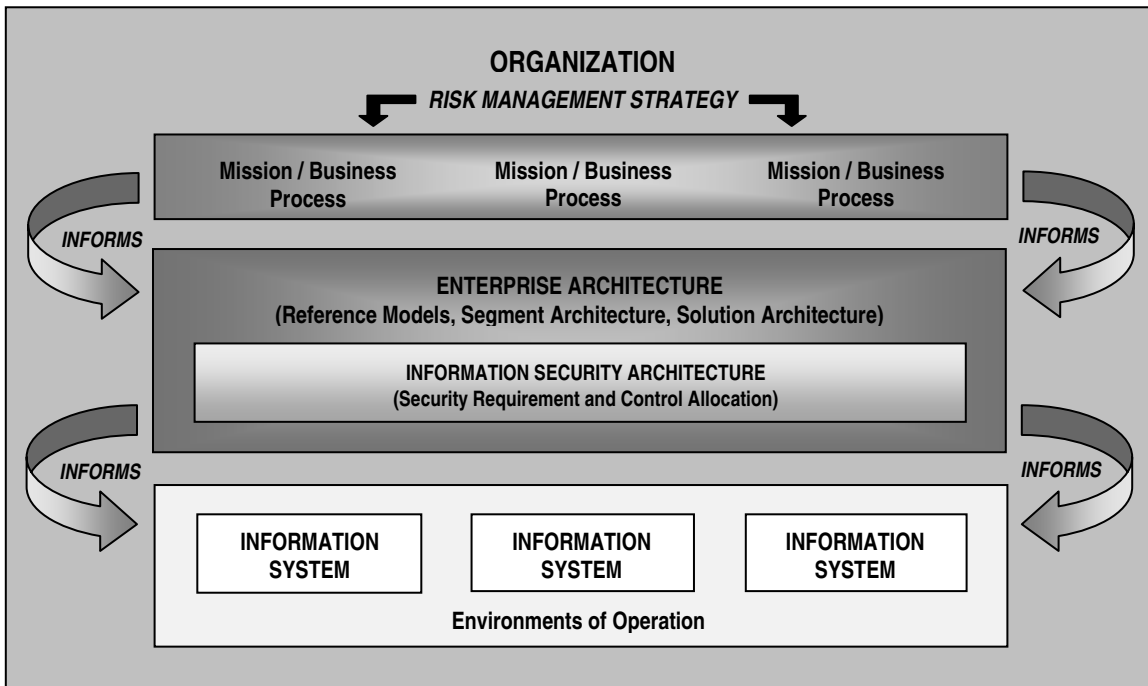 ORGANIZATION
RISK MANAGEMENT STRATEGY
Mission / Business
Process
Mission / Business
Process
Mission / Business
Process
INFORMS
INFORMS
ENTERPRISE ARCHITECTURE
(Reference Models, Segment Architecture, Solution Architecture)
INFORMATION SECURITY ARCHITECTURE
(Security Requirement and Control Allocation)
INFORMS
INFORMS
INFORMATION
SYSTEM
INFORMATION
SYSTEM
INFORMATION
SYSTEM
Environments of Operation